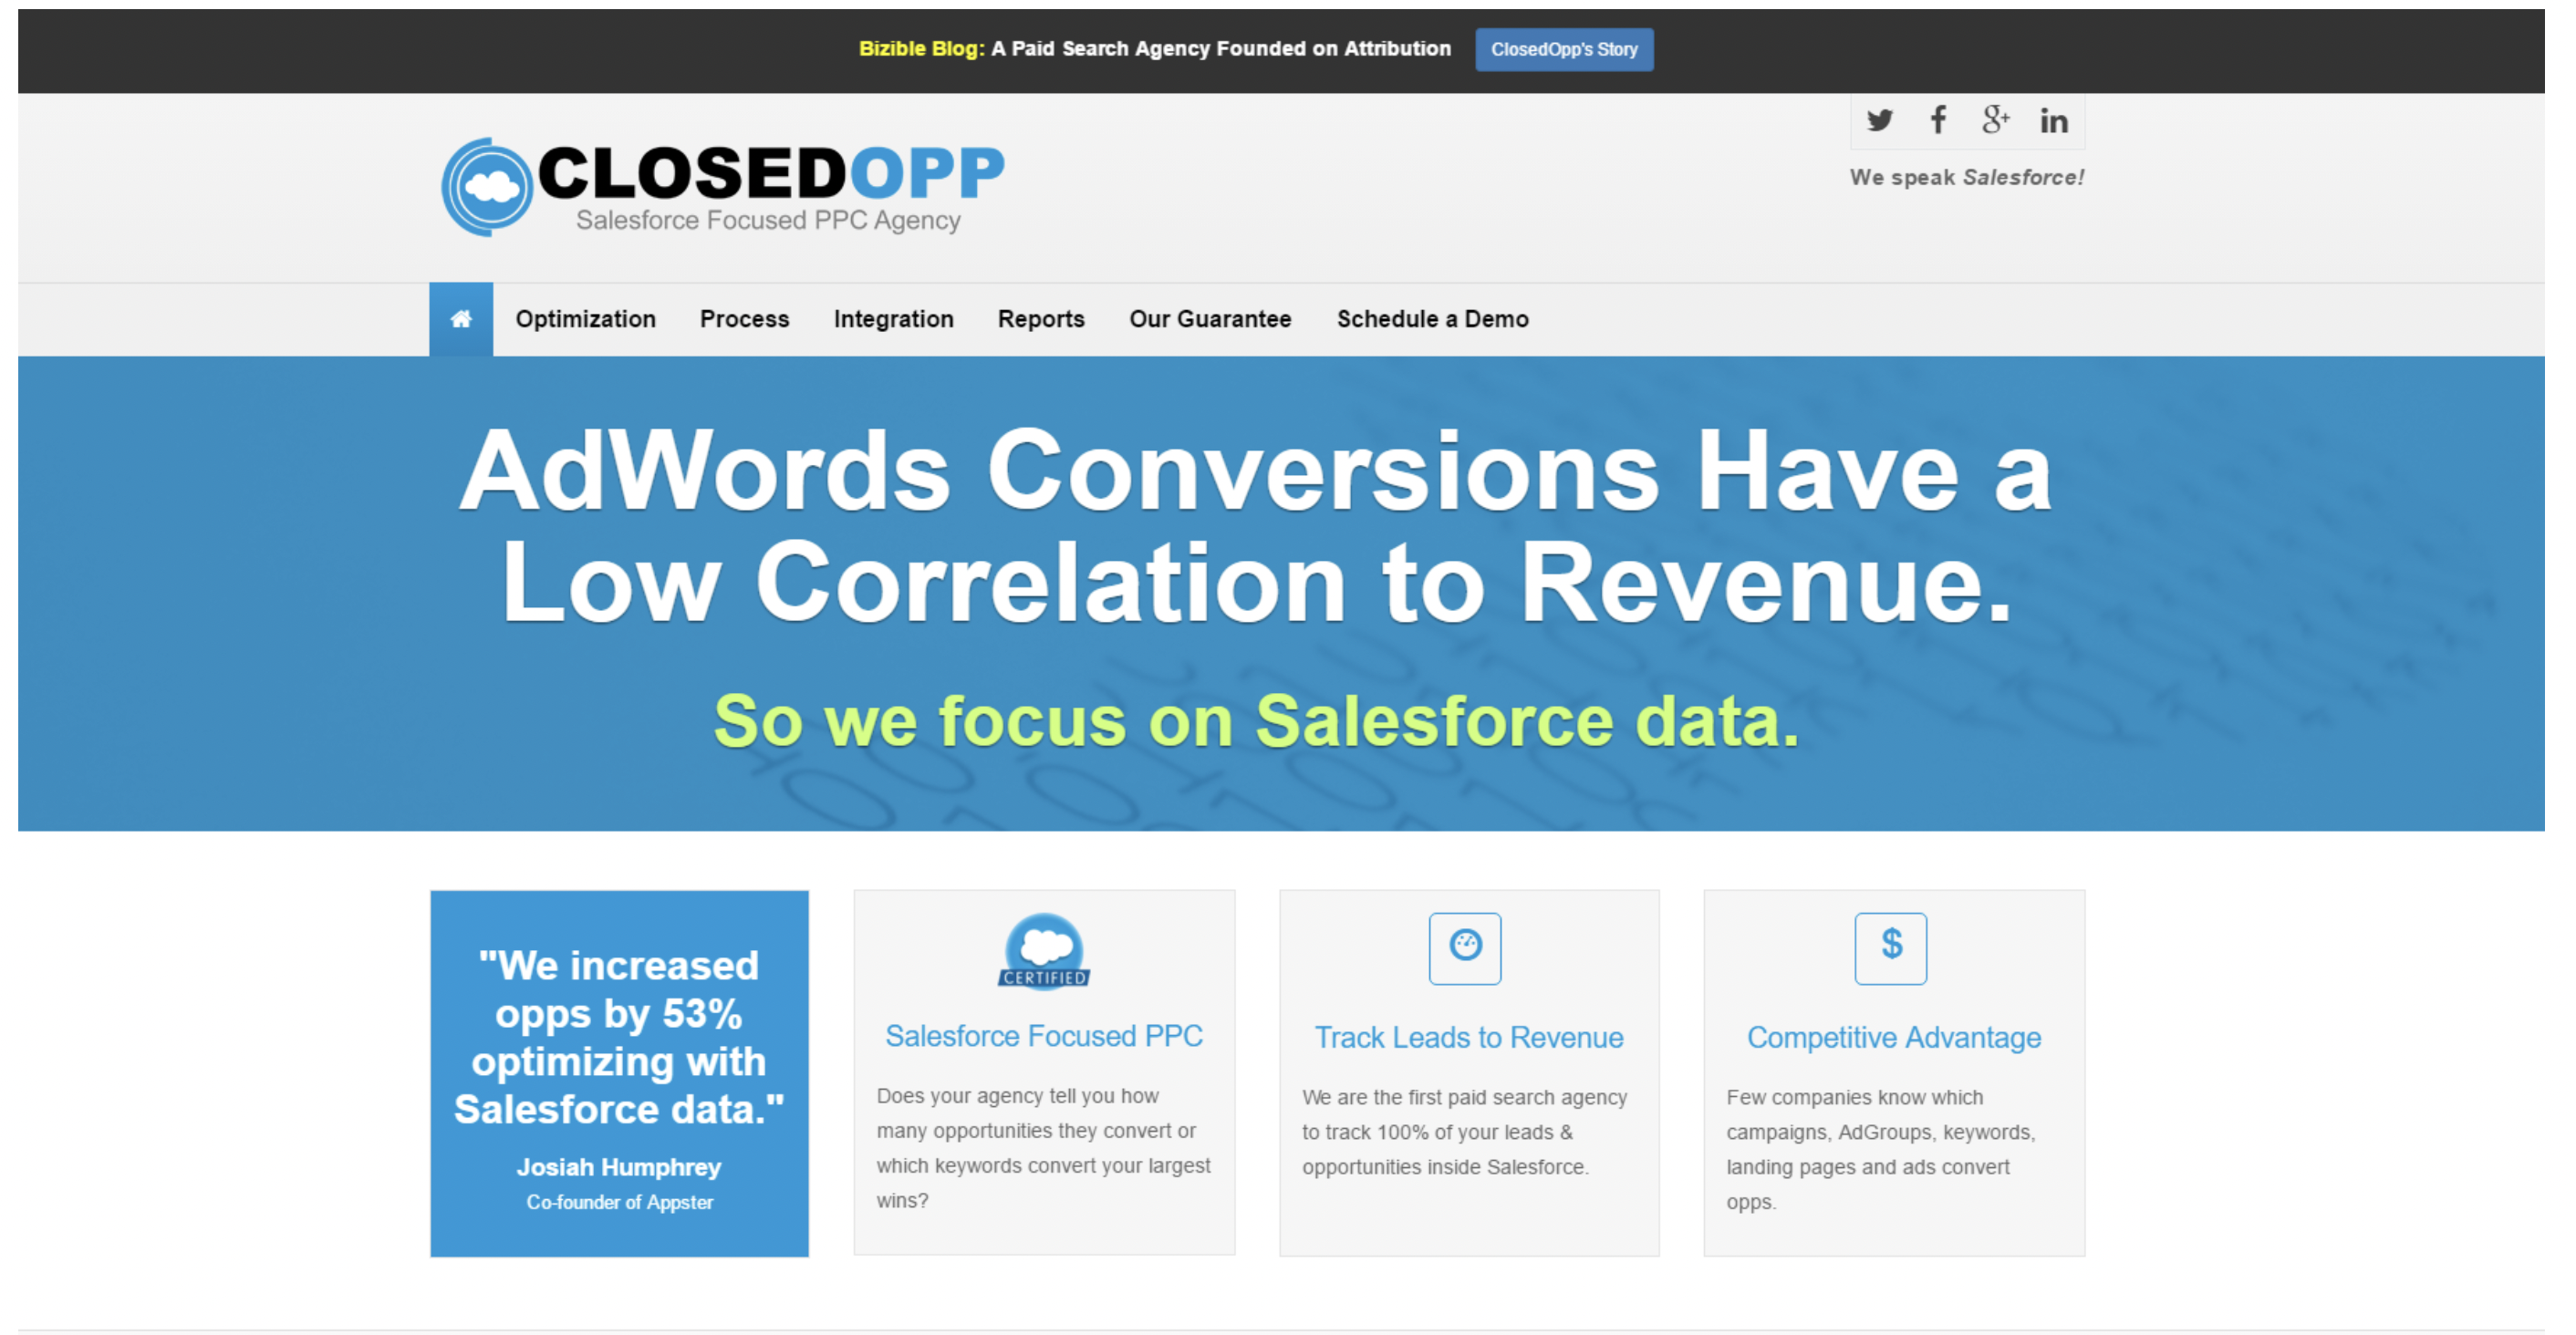 Bizible Blog: A Paid Search Agency Founded on Attribution
ClosedOpp's Story
CLOSEDOPP
Salesforce Focused PPC Agency
We speak Salesforce!
Optimization
Process
Integration
Reports
Our Guarantee
Schedule a Demo
AdWords Conversions Have a
Low Correlation to Revenue.
So we focus on Salesforce data.
"We increased
opps by 53%
optimizing with
Salesforce data."
Josiah Humphrey
Co-founder of Appster
CERTIFIED
Salesforce Focused PPC
Does your agency tell you how
many opportunities they convert or
which keywords convert your largest
wins?
$
Track Leads to Revenue
We are the first paid search agency
to track 100% of your leads &
opportunities inside Salesforce.
Competitive Advantage
Few companies know which
campaigns, AdGroups, keywords,
landing pages and ads convert
opps.